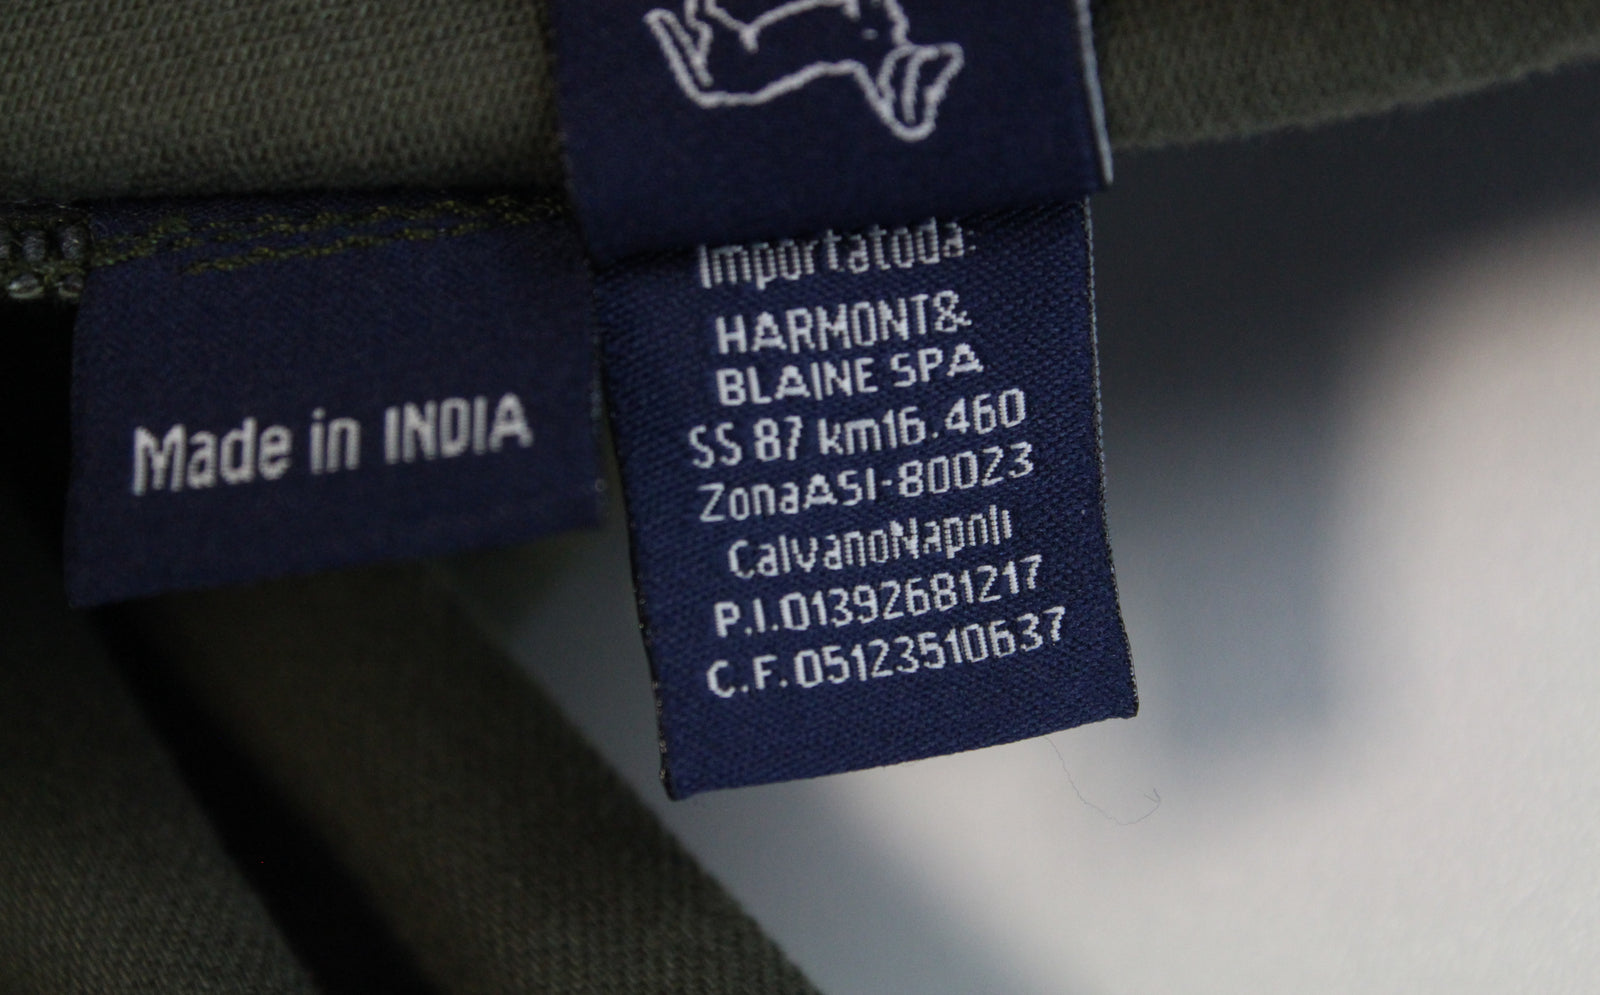 Made in INDIA
Importatoda:
HARMONT&
BLAINE SPA
SS 87 km16.460
ZonaASI-80023
CalvanoNapoli
P.I.01392681217
C.F.05123510637